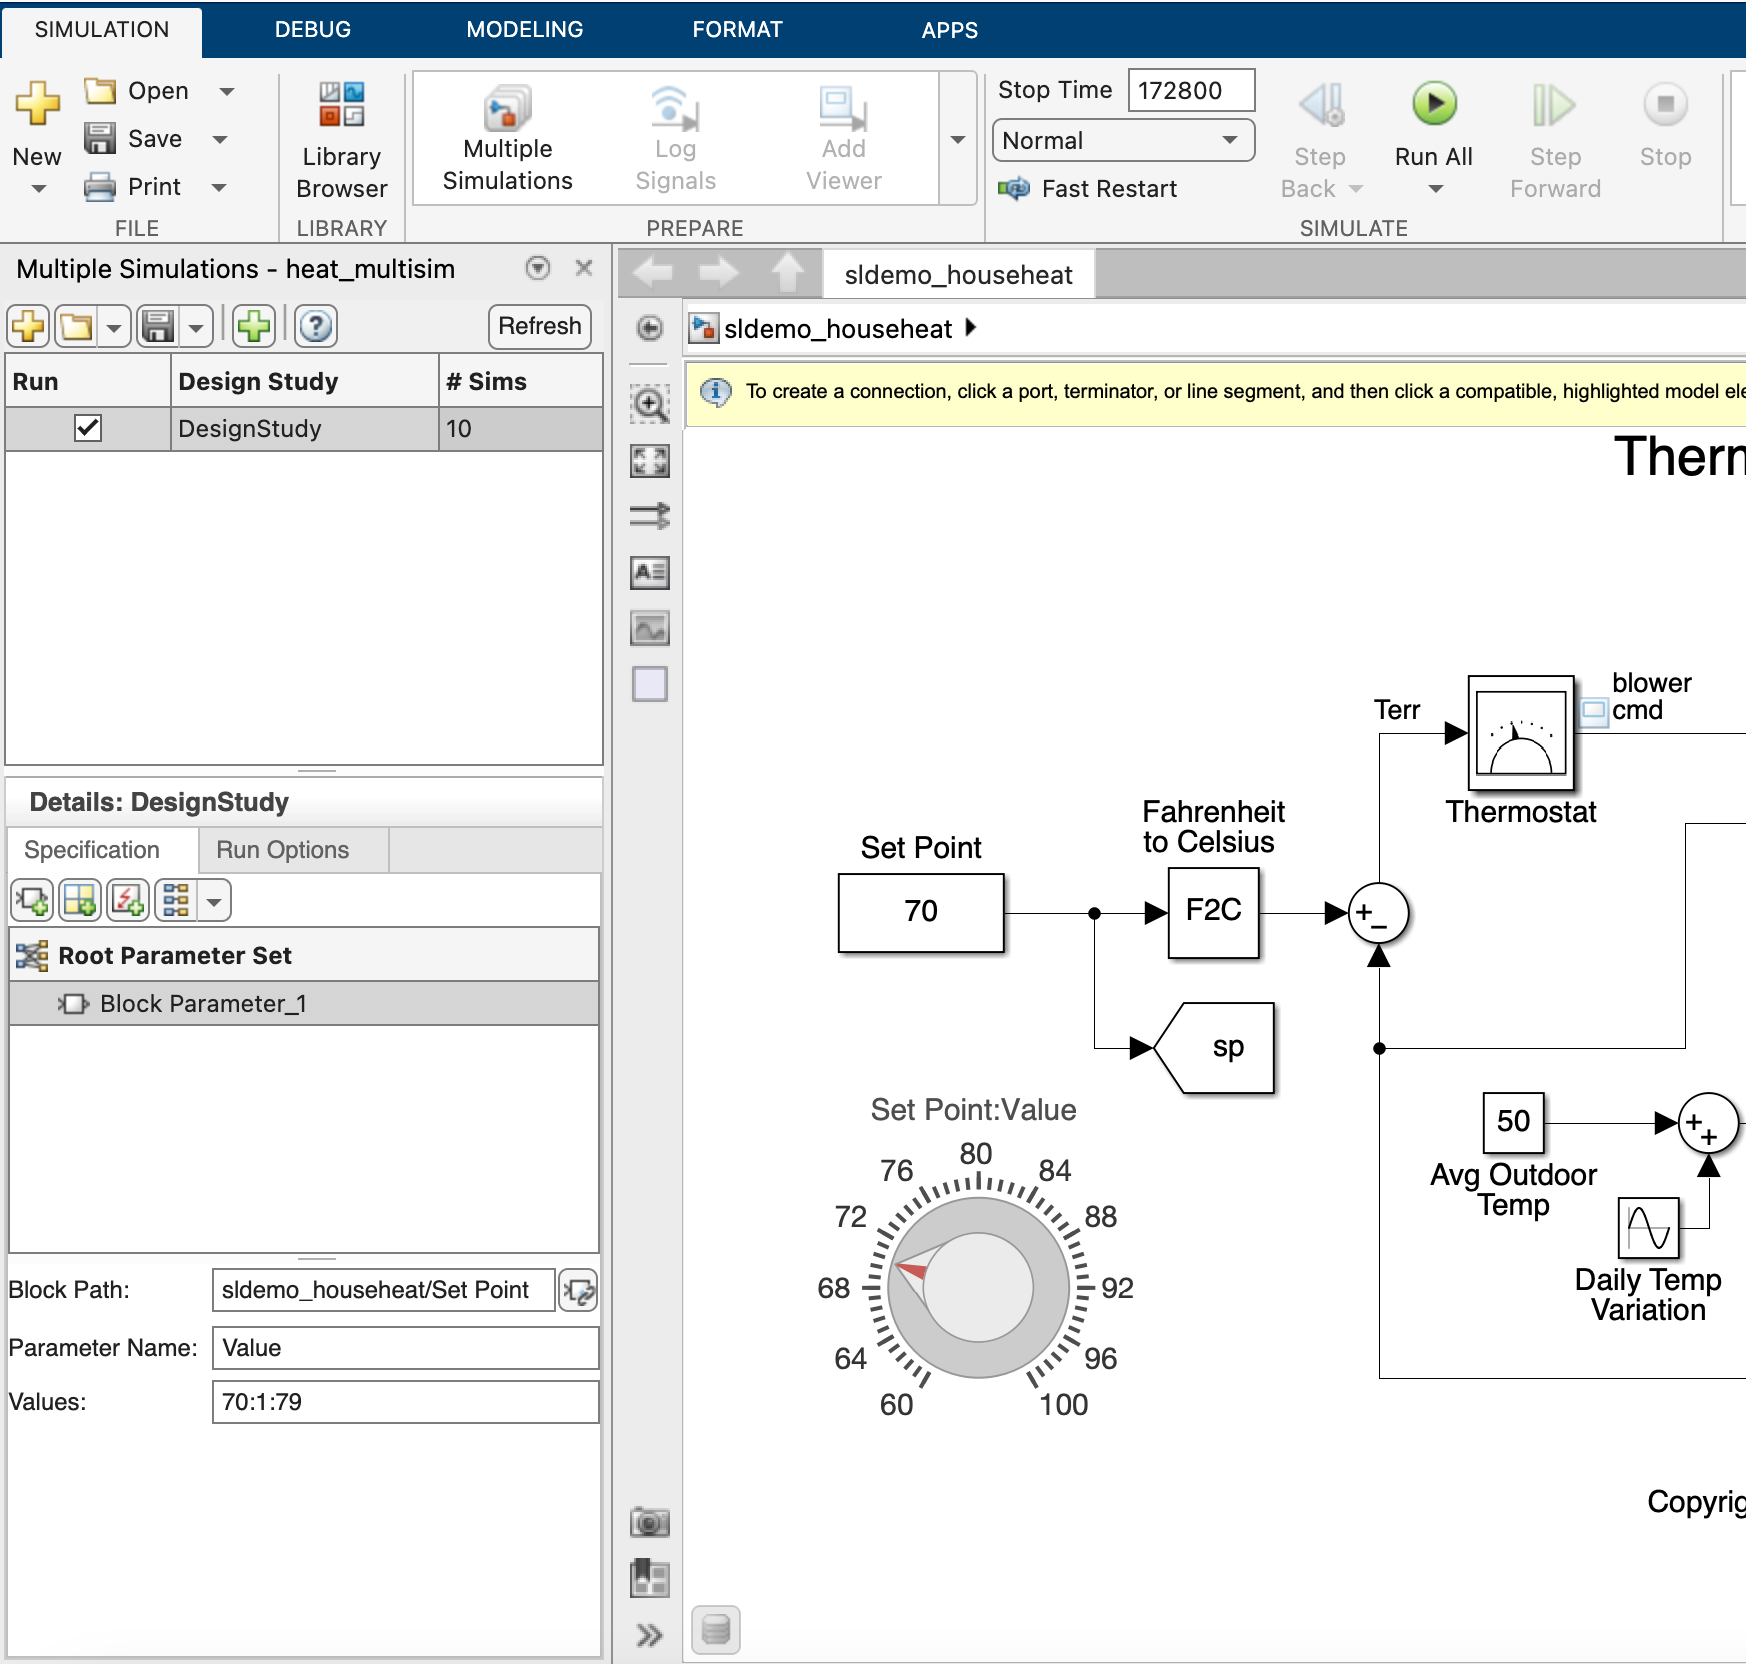 SIMULATION DEBUG MODELING FORMAT APPS
New
Open
Save
Print
FILE
Library
Browser
LIBRARY
Multiple
Simulations
Log
Signals
Add
Viewer
PREPARE
Stop Time 172800
Normal
Fast Restart
Step
Back
Run All
Step
Forward
Stop
SIMULATE
Multiple Simulations - heat_multisim
Refresh
Run Design Study # Sims
DesignStudy 10
Details: DesignStudy
Specification Run Options
Root Parameter Set
Block Parameter_1
Block Path: sldemo_househeat/Set Point
Parameter Name: Value
Values: 70:1:79
sldemo_househeat
sldemo_househeat
To create a connection, click a port, terminator, or line segment, and then click a compatible, highlighted model ele
Therm
Terr
blower
cmd
Thermostat
Set Point
70
Fahrenheit
to Celsius
F2C
+
−
sp
50
Avg Outdoor
Temp
+
+
Daily Temp
Variation
Set Point:Value
60
64
68
72
76
80
84
88
92
96
100
Copyrig